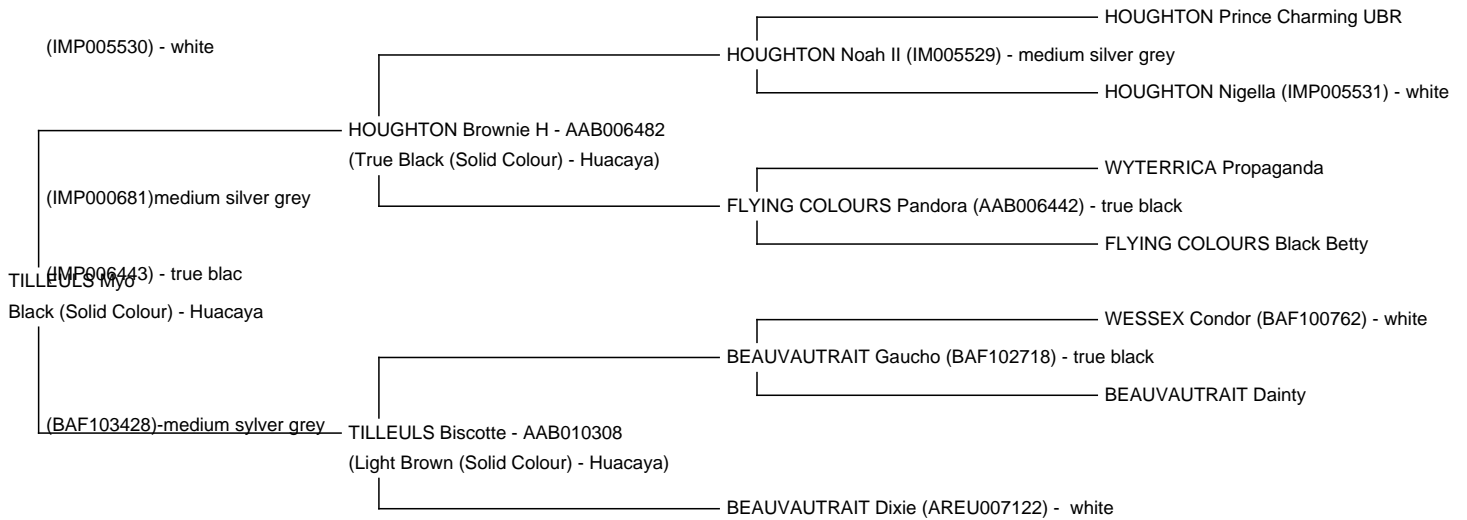 HOUGHTON Prince Charming UBR
(IMP005530) - white
HOUGHTON Noah II (IM005529) - medium silver grey
HOUGHTON Nigella (IMP005531) - white
HOUGHTON Brownie H - AAB006482
(True Black (Solid Colour) - Huacaya)
WYTERRICA Propaganda
(IMP000681)medium silver grey
FLYING COLOURS Pandora (AAB006442) - true black
FLYING COLOURS Black Betty
(IMP006443) - true blac
TILLEULS Myo
Black (Solid Colour) - Huacaya
WESSEX Condor (BAF100762) - white
BEAUVAUTRAIT Gaucho (BAF102718) - true black
BEAUVAUTRAIT Dainty
(BAF103428)-medium sylver grey
TILLEULS Biscotte - AAB010308
(Light Brown (Solid Colour) - Huacaya)
BEAUVAUTRAIT Dixie (AREU007122) -  white